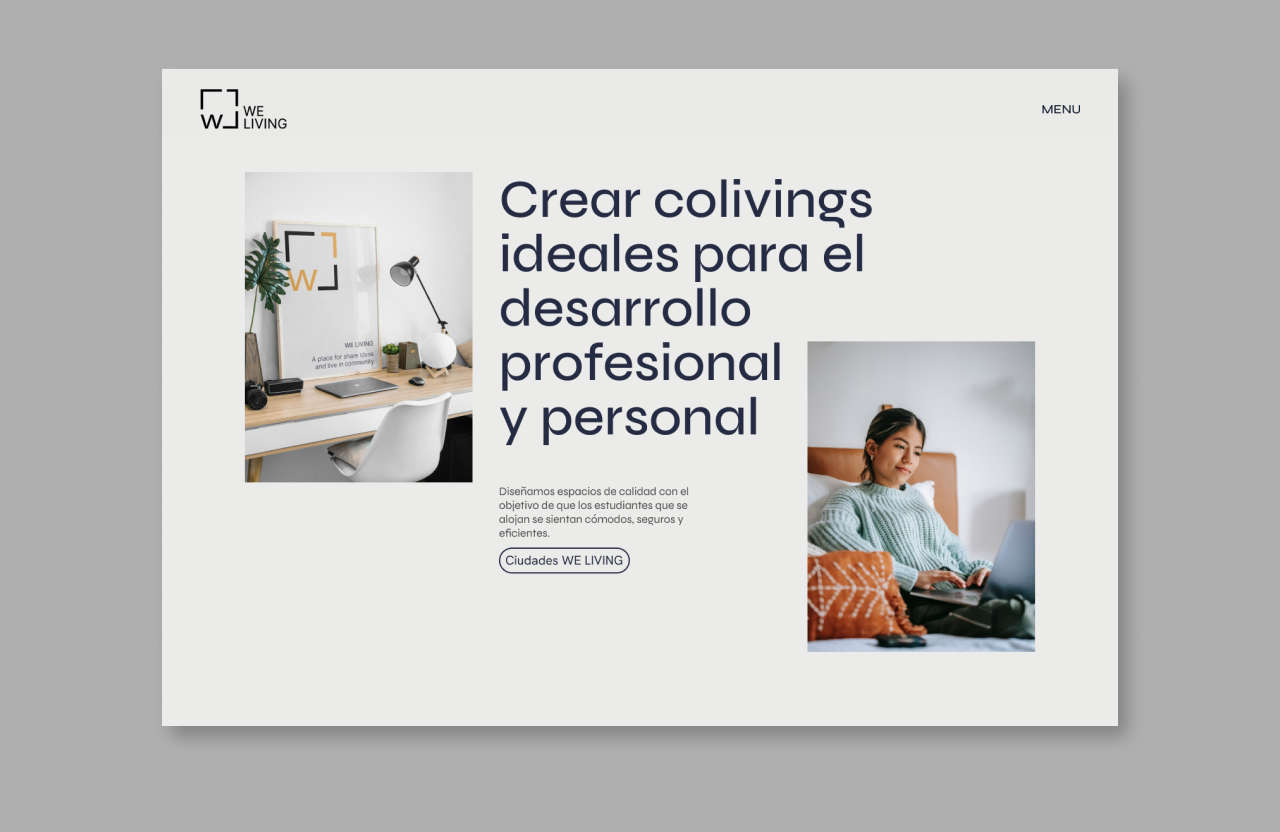 W
WE
LIVING
MENU
W
WE LIVING
A place for share ideas
and live in community
Crear colivings
ideales para el
desarrollo
profesional
y personal
Diseñamos espacios de calidad con el
objetivo de que los estudiantes que se
alojan se sientan cómodos, seguros y
eficientes.
Ciudades WE LIVING